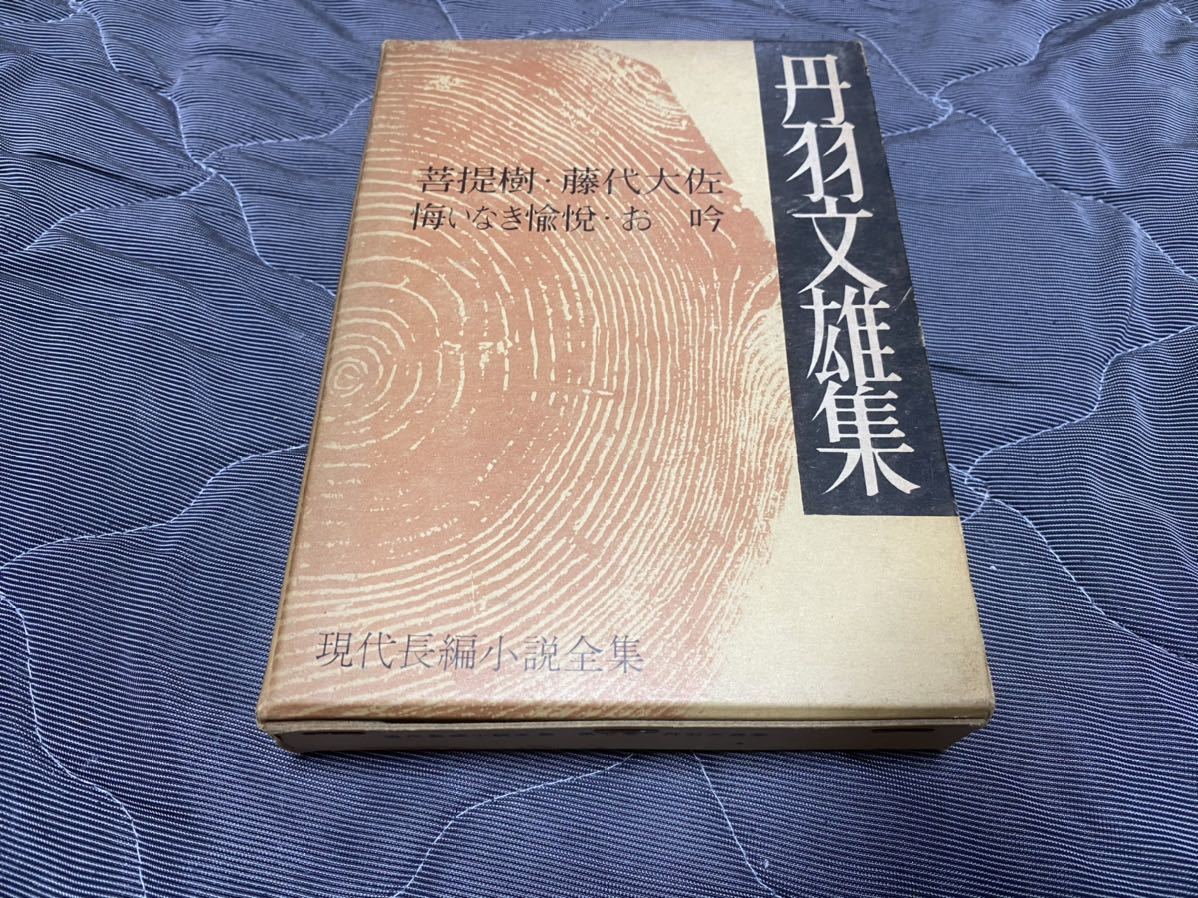 丹羽文雄集
菩提樹・藤代大佐
悔いなき愉悦・お 吟
現代長編小説全集